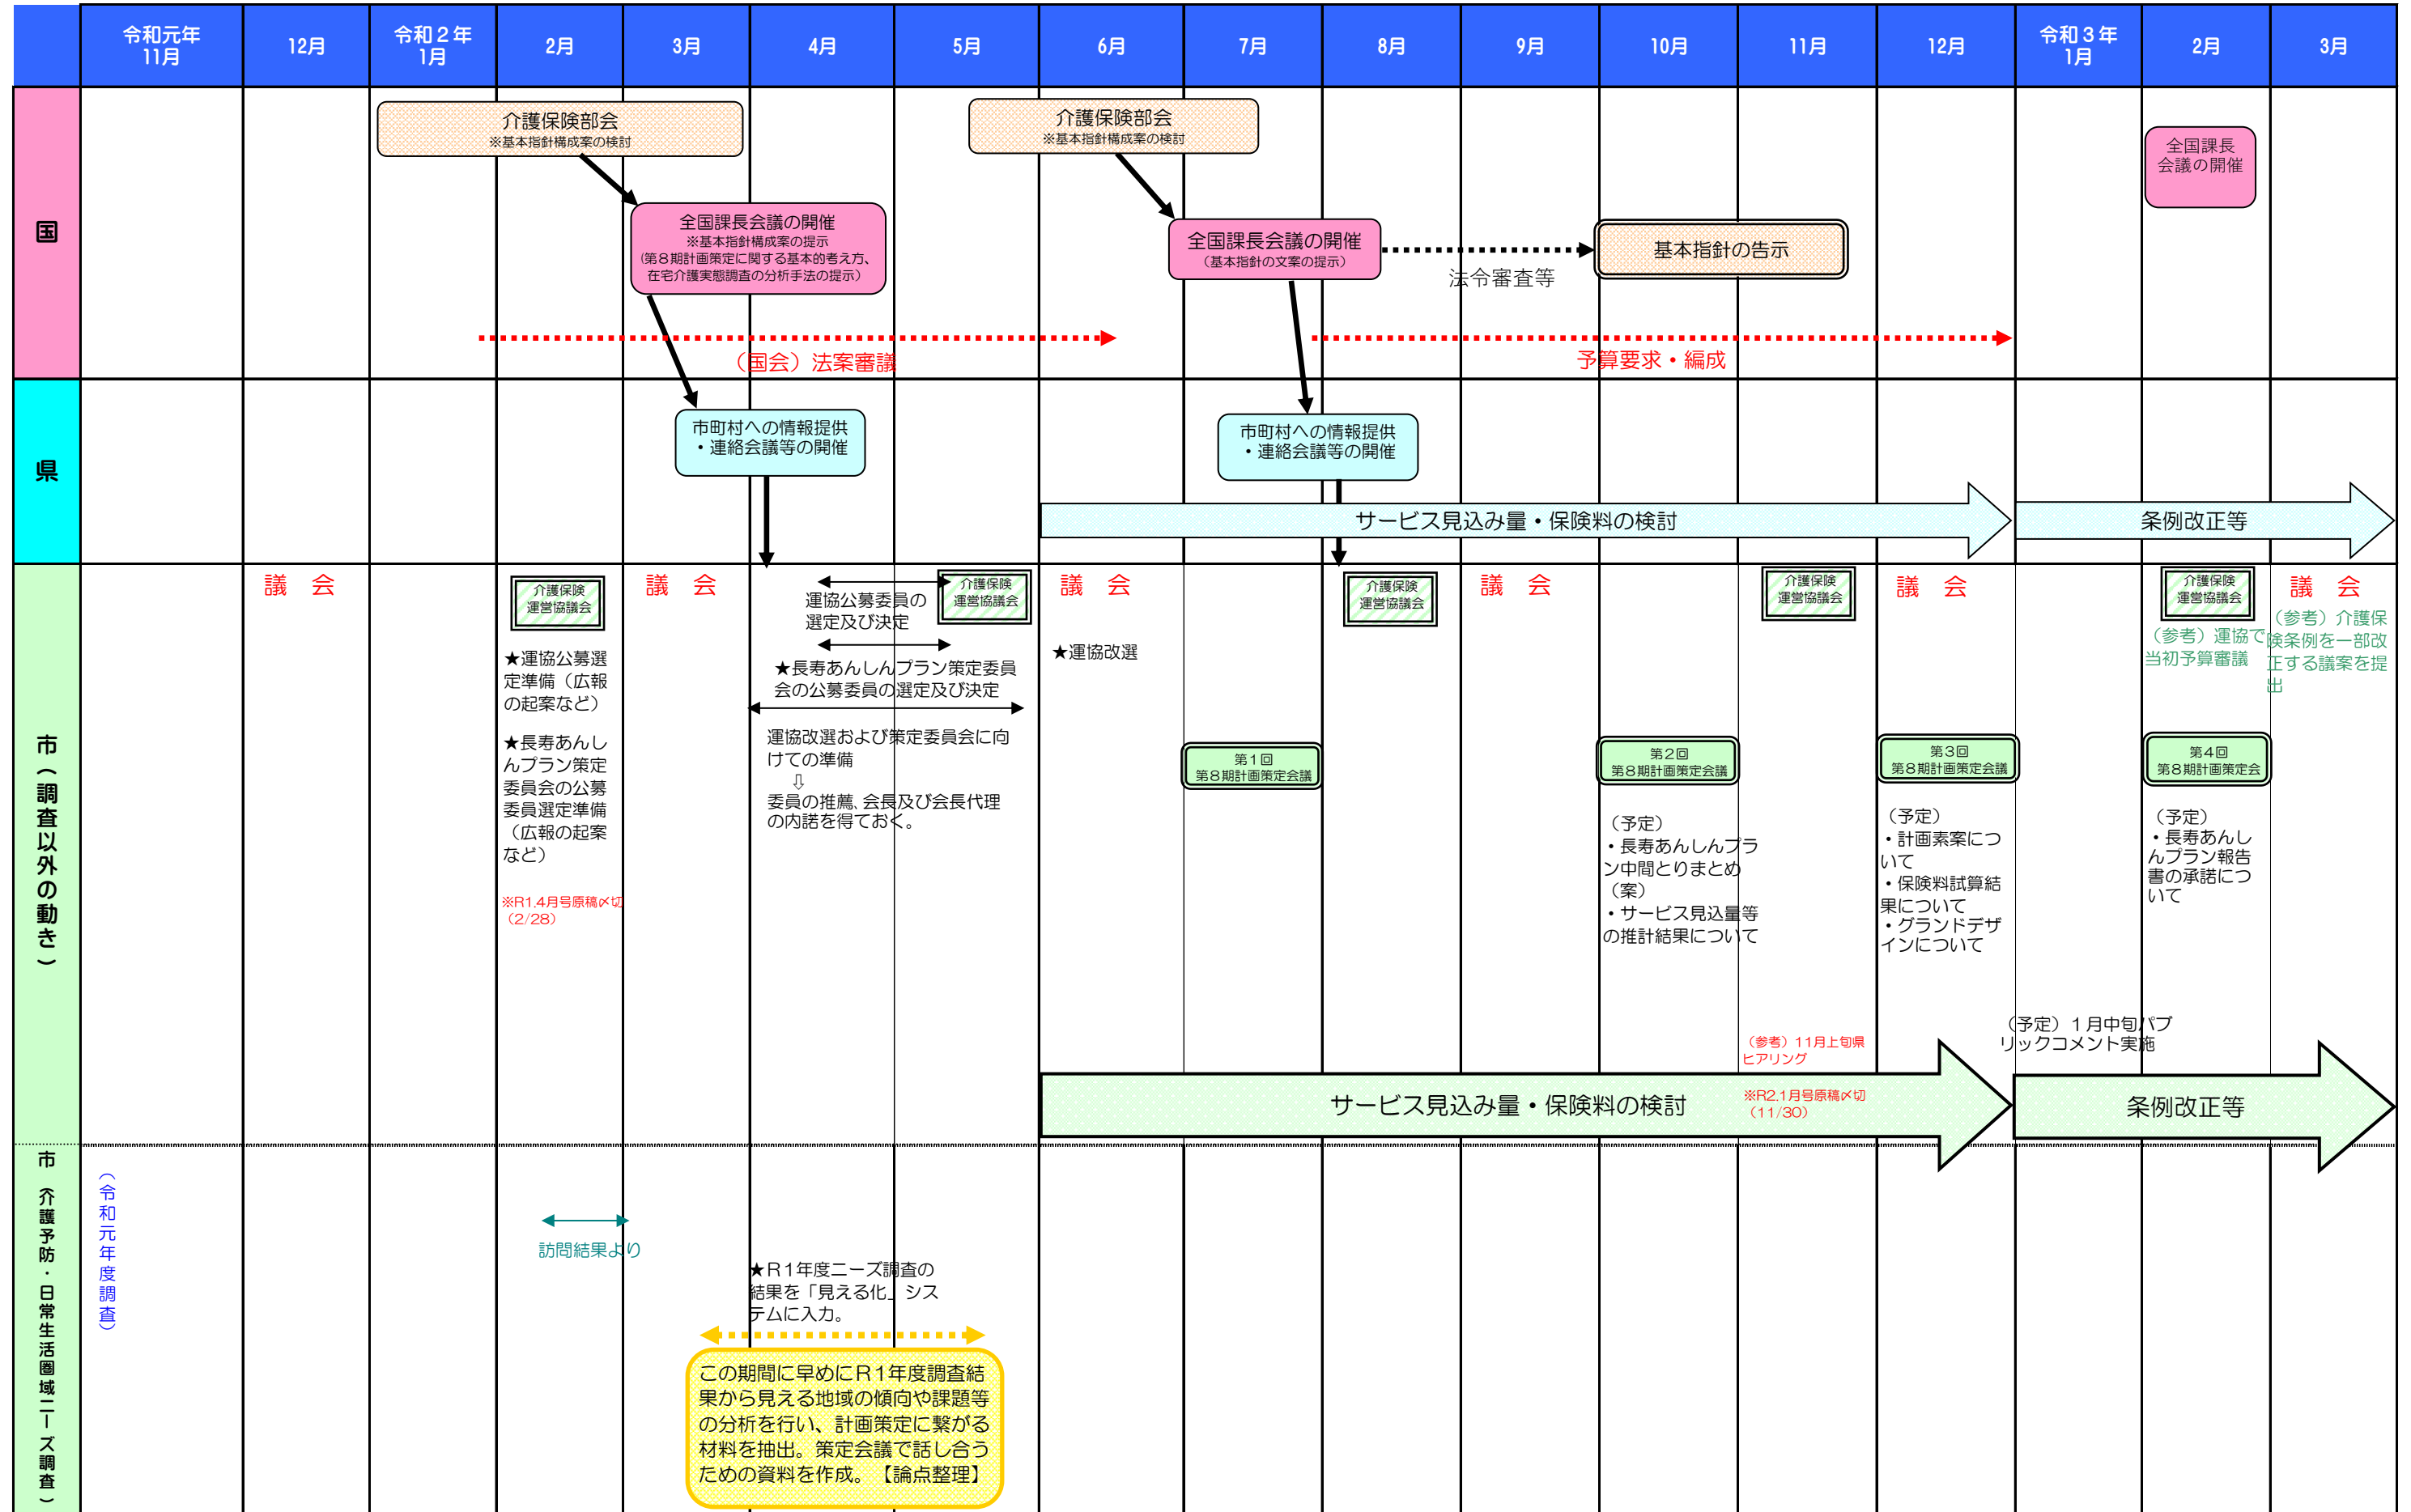 令和元年
11月
12月
令和２年
1月
2月
3月
4月
5月
6月
7月
8月
9月
10月
11月
12月
令和３年
1月
2月
3月
国
介護保険部会
※基本指針構成案の検討
介護保険部会
※基本指針構成案の検討
全国課長
会議の開催
全国課長会議の開催
※基本指針構成案の提示
(第８期計画策定に関する基本的考え方、
在宅介護実態調査の分析手法の提示）
全国課長会議の開催
（基本指針の文案の提示）
法令審査等
基本指針の告示
（国会）法案審議
予算要求・編成
県
市町村への情報提供
・連絡会議等の開催
市町村への情報提供
・連絡会議等の開催
サービス見込み量・保険料の検討
条例改正等
市（調査以外の動き）
議　会
介護保険
運営協議会
議　会
運協公募委員の
選定及び決定
介護保険
運営協議会
議　会
介護保険
運営協議会
議　会
介護保険
運営協議会
議　会
介護保険
運営協議会
議　会
（参考）運協で
当初予算審議
（参考）介護保
険条例を一部改
正する議案を提
出
★運協公募選
定準備（広報
の起案など）
★長寿あんし
んプラン策定
委員会の公募
委員選定準備
（広報の起案
など）
※R1.4月号原稿〆切
（2/28）
★長寿あんしんプラン策定委員
会の公募委員の選定及び決定
運協改選および策定委員会に向
けての準備
⇩
委員の推薦、会長及び会長代理
の内諾を得ておく。
★運協改選
第１回
第８期計画策定会議
第２回
第８期計画策定会議
第３回
第８期計画策定会議
第４回
第８期計画策定会
（予定）
・長寿あんしんプラ
ン中間とりまとめ
（案）
・サービス見込量等
の推計結果について
（予定）
・計画素案につ
いて
・保険料試算結
果について
・グランドデザ
インについて
（予定）
・長寿あんし
んプラン報告
書の承諾につ
いて
（参考）11月上旬県
ヒアリング
（予定）１月中旬パブ
リックコメント実施
サービス見込み量・保険料の検討
※R2.1月号原稿〆切
（11/30）
条例改正等
市（介護予防・日常生活圏域ニーズ調査）
（令和元年度調査）
訪問結果より
★Ｒ1年度ニーズ調査の
結果を「見える化」シス
テムに入力。
この期間に早めにＲ1年度調査結
果から見える地域の傾向や課題等
の分析を行い、計画策定に繋がる
材料を抽出。策定会議で話し合う
ための資料を作成。【論点整理】